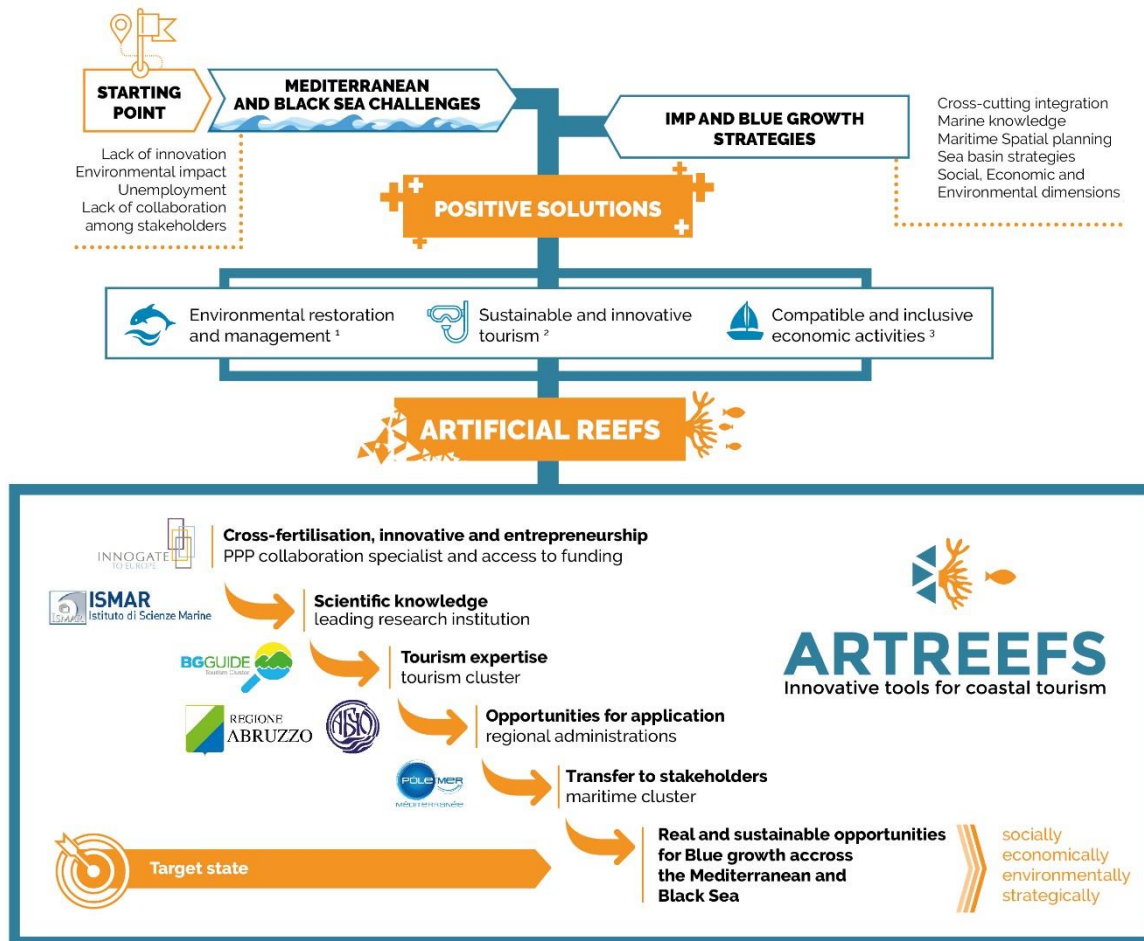 STARTING
POINT
MEDITERRANEAN
AND BLACK SEA CHALLENGES
IMP AND BLUE GROWTH
STRATEGIES
Cross-cutting integration
Marine knowledge
Maritime Spatial planning
Sea basin strategies
Social, Economic and
Environmental dimensions
Lack of innovation
Environmental impact
Unemployment
Lack of collaboration
among stakeholders
POSITIVE SOLUTIONS
Environmental restoration
and management ¹
Sustainable and innovative
tourism ²
Compatible and inclusive
economic activities ³
ARTIFICIAL REEFS
INNOGATE
TO EUROPE
Cross-fertilisation, innovative and entrepreneurship
PPP collaboration specialist and access to funding
ISMAR
ISMAR
Istituto di Scienze Marine
Scientific knowledge
leading research institution
BGGUIDE
Tourism Cluster
Tourism expertise
tourism cluster
REGIONE
ABRUZZO
Opportunities for application
regional administrations
PÔLE MER
MÉDITERRANÉE
Transfer to stakeholders
maritime cluster
Target state
Real and sustainable opportunities
for Blue growth accross
the Mediterranean and
Black Sea
socially
economically
environmentally
strategically
ARTREEFS
Innovative tools for coastal tourism